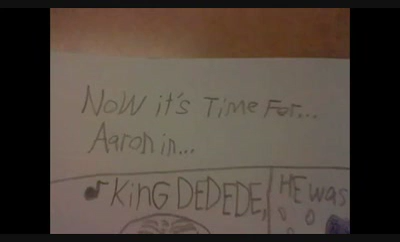 Now it's Time For...
Aaron in...
♪ KinG DEDEDE,
HE was